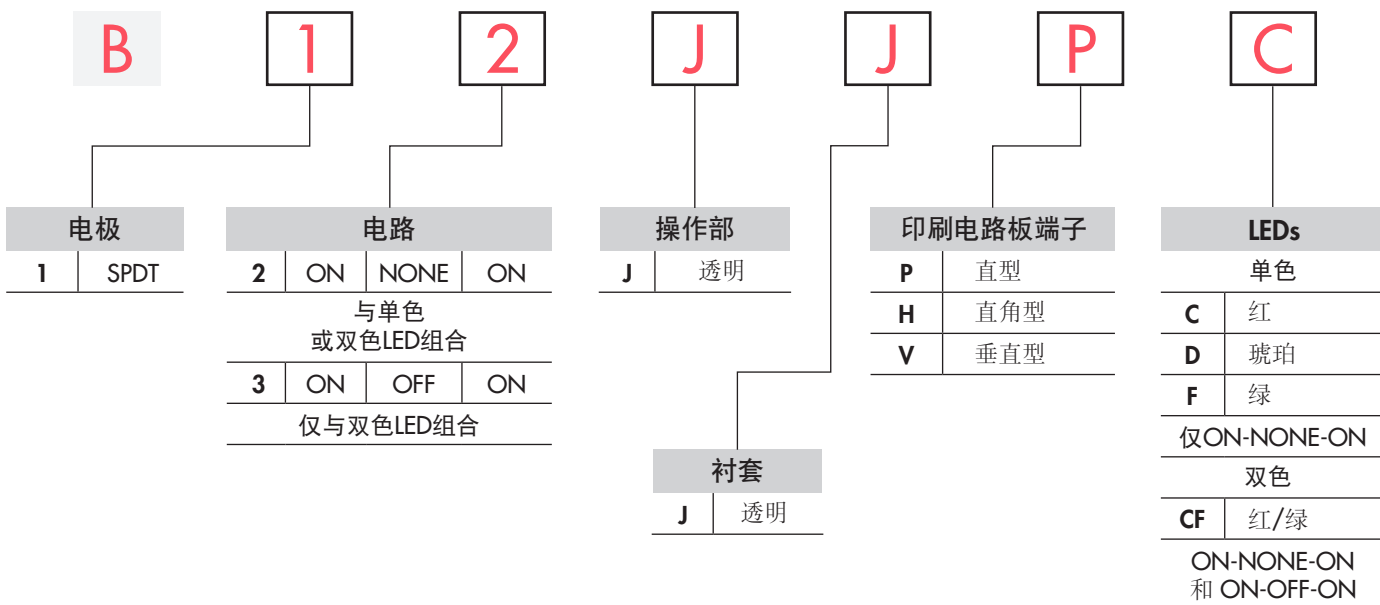 B 1 2 J J P C
电极
1 SPDT
电路
2 ON NONE ON
与单色
或双色LED组合
3 ON OFF ON
仅与双色LED组合
操作部
J 透明
衬套
J 透明
印刷电路板端子
P 直型
H 直角型
V 垂直型
LEDs
单色
C 红
D 琥珀
F 绿
仅ON-NONE-ON
双色
CF 红/绿
ON-NONE-ON
和 ON-OFF-ON